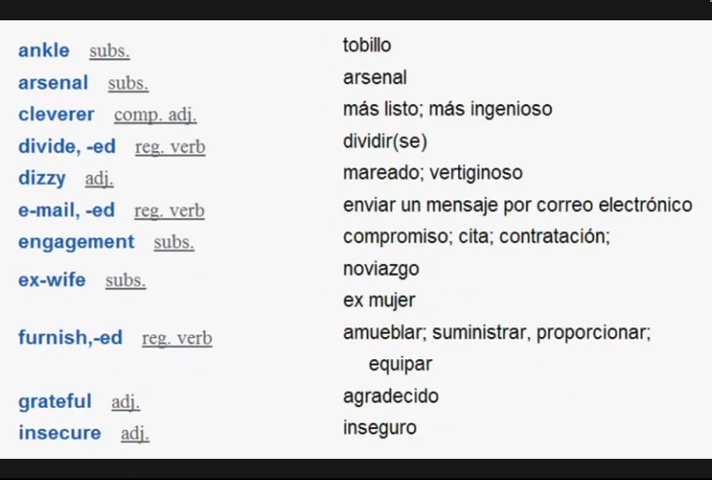 ankle subs. tobillo
arsenal subs. arsenal
cleverer comp. adj. más listo; más ingenioso
divide, -ed reg. verb dividir(se)
dizzy adj. mareado; vertiginoso
e-mail, -ed reg. verb enviar un mensaje por correo electrónico
engagement subs. compromiso; cita; contratación;
noviazgo
ex-wife subs. ex mujer
furnish,-ed reg. verb amueblar; suministrar, proporcionar;
equipar
grateful adj. agradecido
insecure adj. inseguro